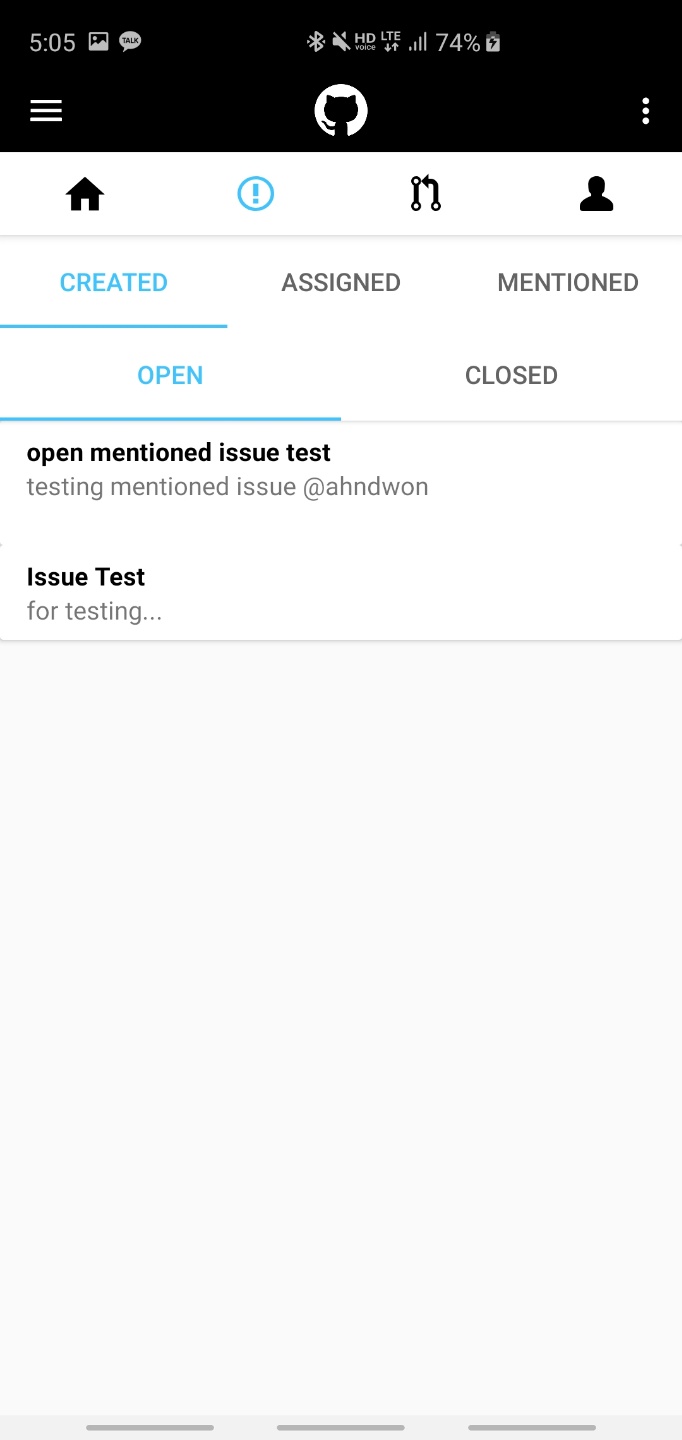 5:05 TALK HD voice LTE 74%
CREATED ASSIGNED MENTIONED
OPEN CLOSED
open mentioned issue test
testing mentioned issue @ahndwon
Issue Test
for testing...